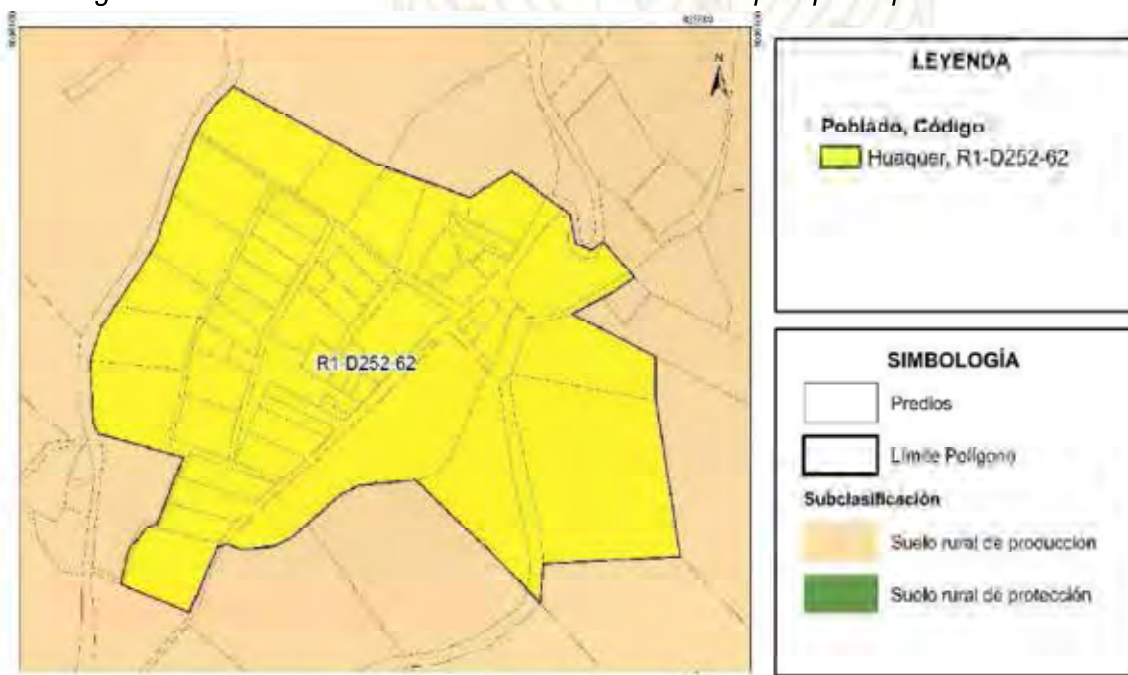 N
R1-D252-62
LEYENDA
Poblado, Código
Huaquer, R1-D252-62
SIMBOLOGÍA
Predios
Límite Polígono
Subclasificación
Suelo rural de producción
Suelo rural de protección